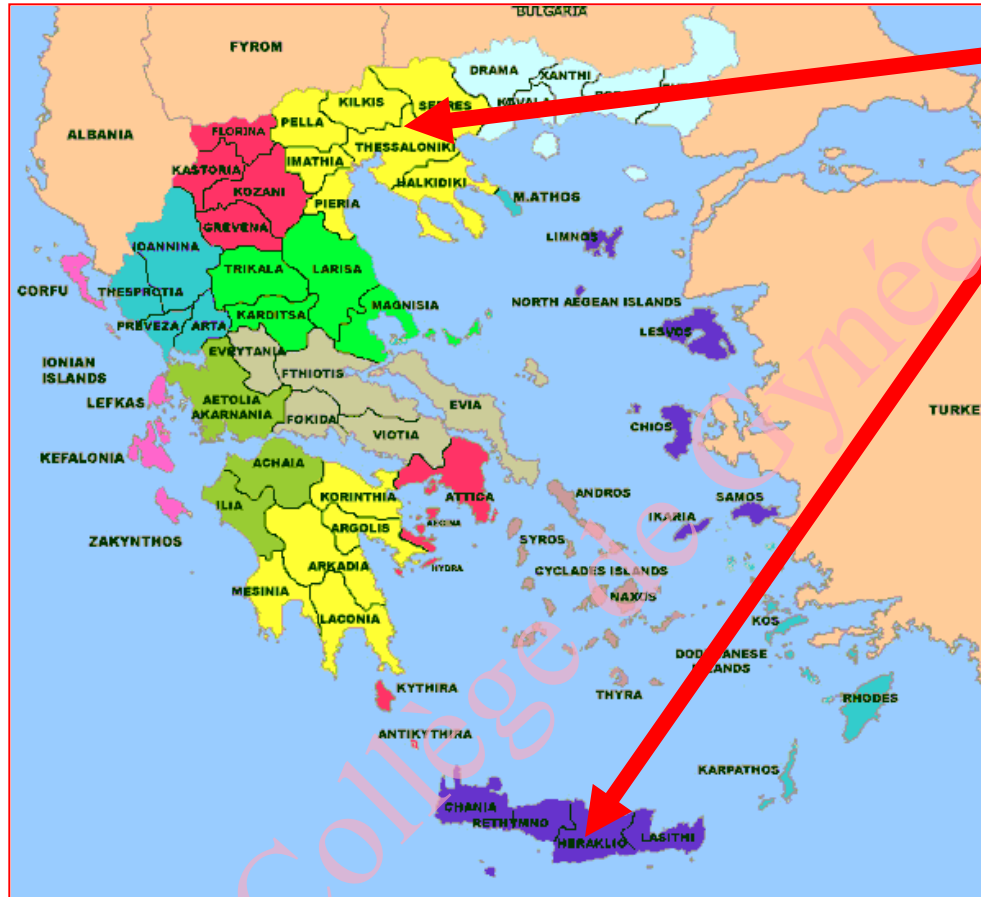 BULGARIA
FYROM
DRAMA
XANTHI
KILKIS
SERRES
KAVALA
PELLA
ALBANIA
FLORINA
THESSALONIKI
IMATHIA
KASTORIA
HALKIDIKI
KOZANI
PIERIA
M.ATHOS
GREVENA
LIMNOS
IOANNINA
TRIKALA
LARISA
CORFU
THESPROTIA
NORTH AEGEAN ISLANDS
MAGNISIA
KARDITSA
PREVEZA
ARTA
LESVOS
EVRYTANIA
IONIAN
ISLANDS
FTHIOTIS
LEFKAS
AETOLIA
AKARNANIA
EVIA
TURKE
FOKIDA
CHIOS
VIOTIA
KEFALONIA
ACHAIA
ATTICA
KORINTHIA
ANDROS
SAMOS
ILIA
AEGINA
IKARIA
ARGOLIS
ZAKYNTHOS
SYROS
HYDRA
ARKADIA
CYCLADES ISLANDS
MESINIA
NAXOS
LACONIA
KOS
DODECANESE
ISLANDS
KYTHIRA
THYRA
RHODES
ANTIKYTHIRA
KARPATHOS
CHANIA
RETHYMNO
HERAKLIO
LASITHI
Collège de Gynéco